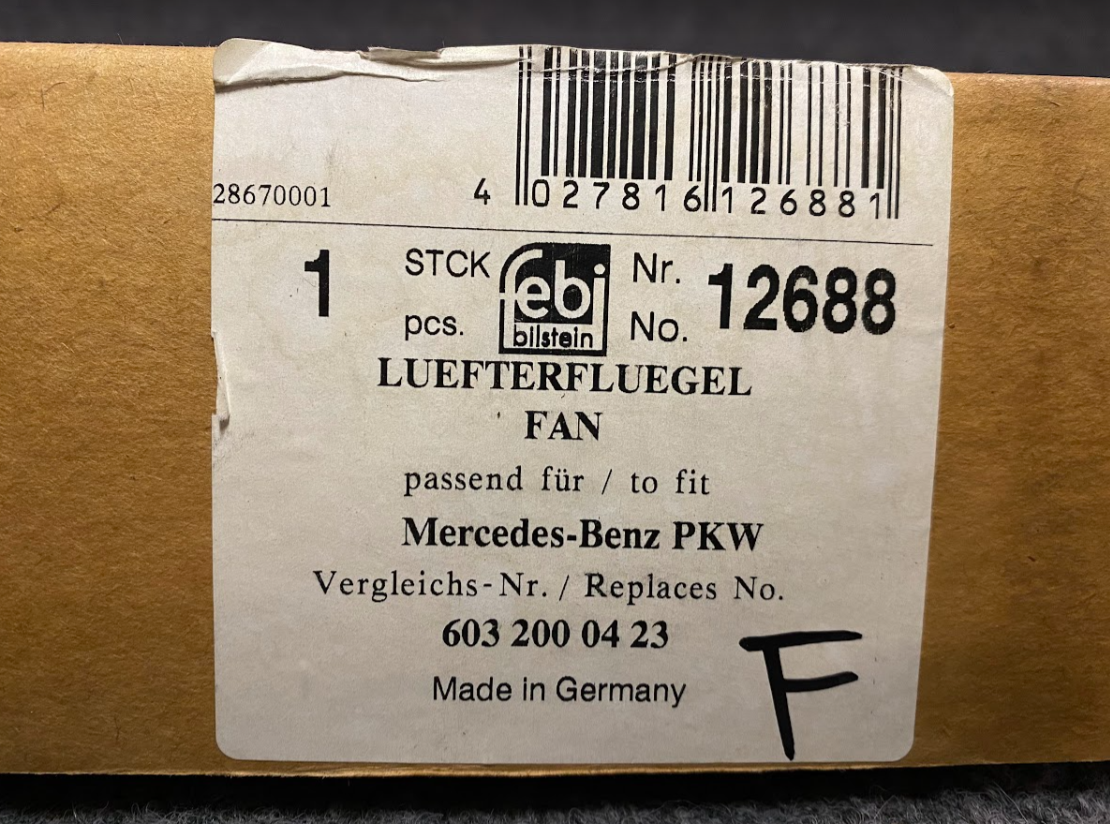 28670001
4 027816 126881
1 STCK pcs. febi bilstein Nr. No. 12688
LUEFTERFLUEGEL
FAN
passend für / to fit
Mercedes-Benz PKW
Vergleichs-Nr. / Replaces No.
603 200 04 23
Made in Germany
F